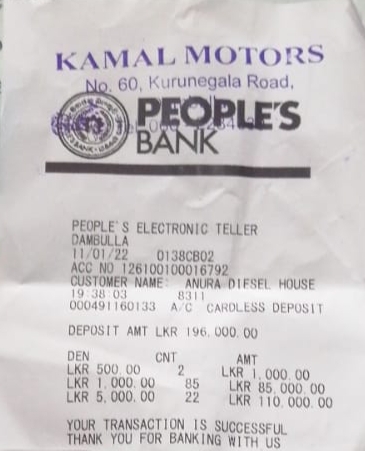 KAMAL MOTORS
No. 60, Kurunegala Road,
PEOPLE'S
BANK
PEOPLE'S ELECTRONIC TELLER
DAMBULLA
11/01/22 0138CB02
ACC NO 126100100016792
CUSTOMER NAME: ANURA DIESEL HOUSE
19:38:03 8311
000491160133 A/C CARDLESS DEPOSIT
DEPOSIT AMT LKR 196,000.00
DEN CNT AMT
LKR 500.00 2 LKR 1,000.00
LKR 1,000.00 85 LKR 85,000.00
LKR 5,000.00 22 LKR 110,000.00
YOUR TRANSACTION IS SUCCESSFUL
THANK YOU FOR BANKING WITH US